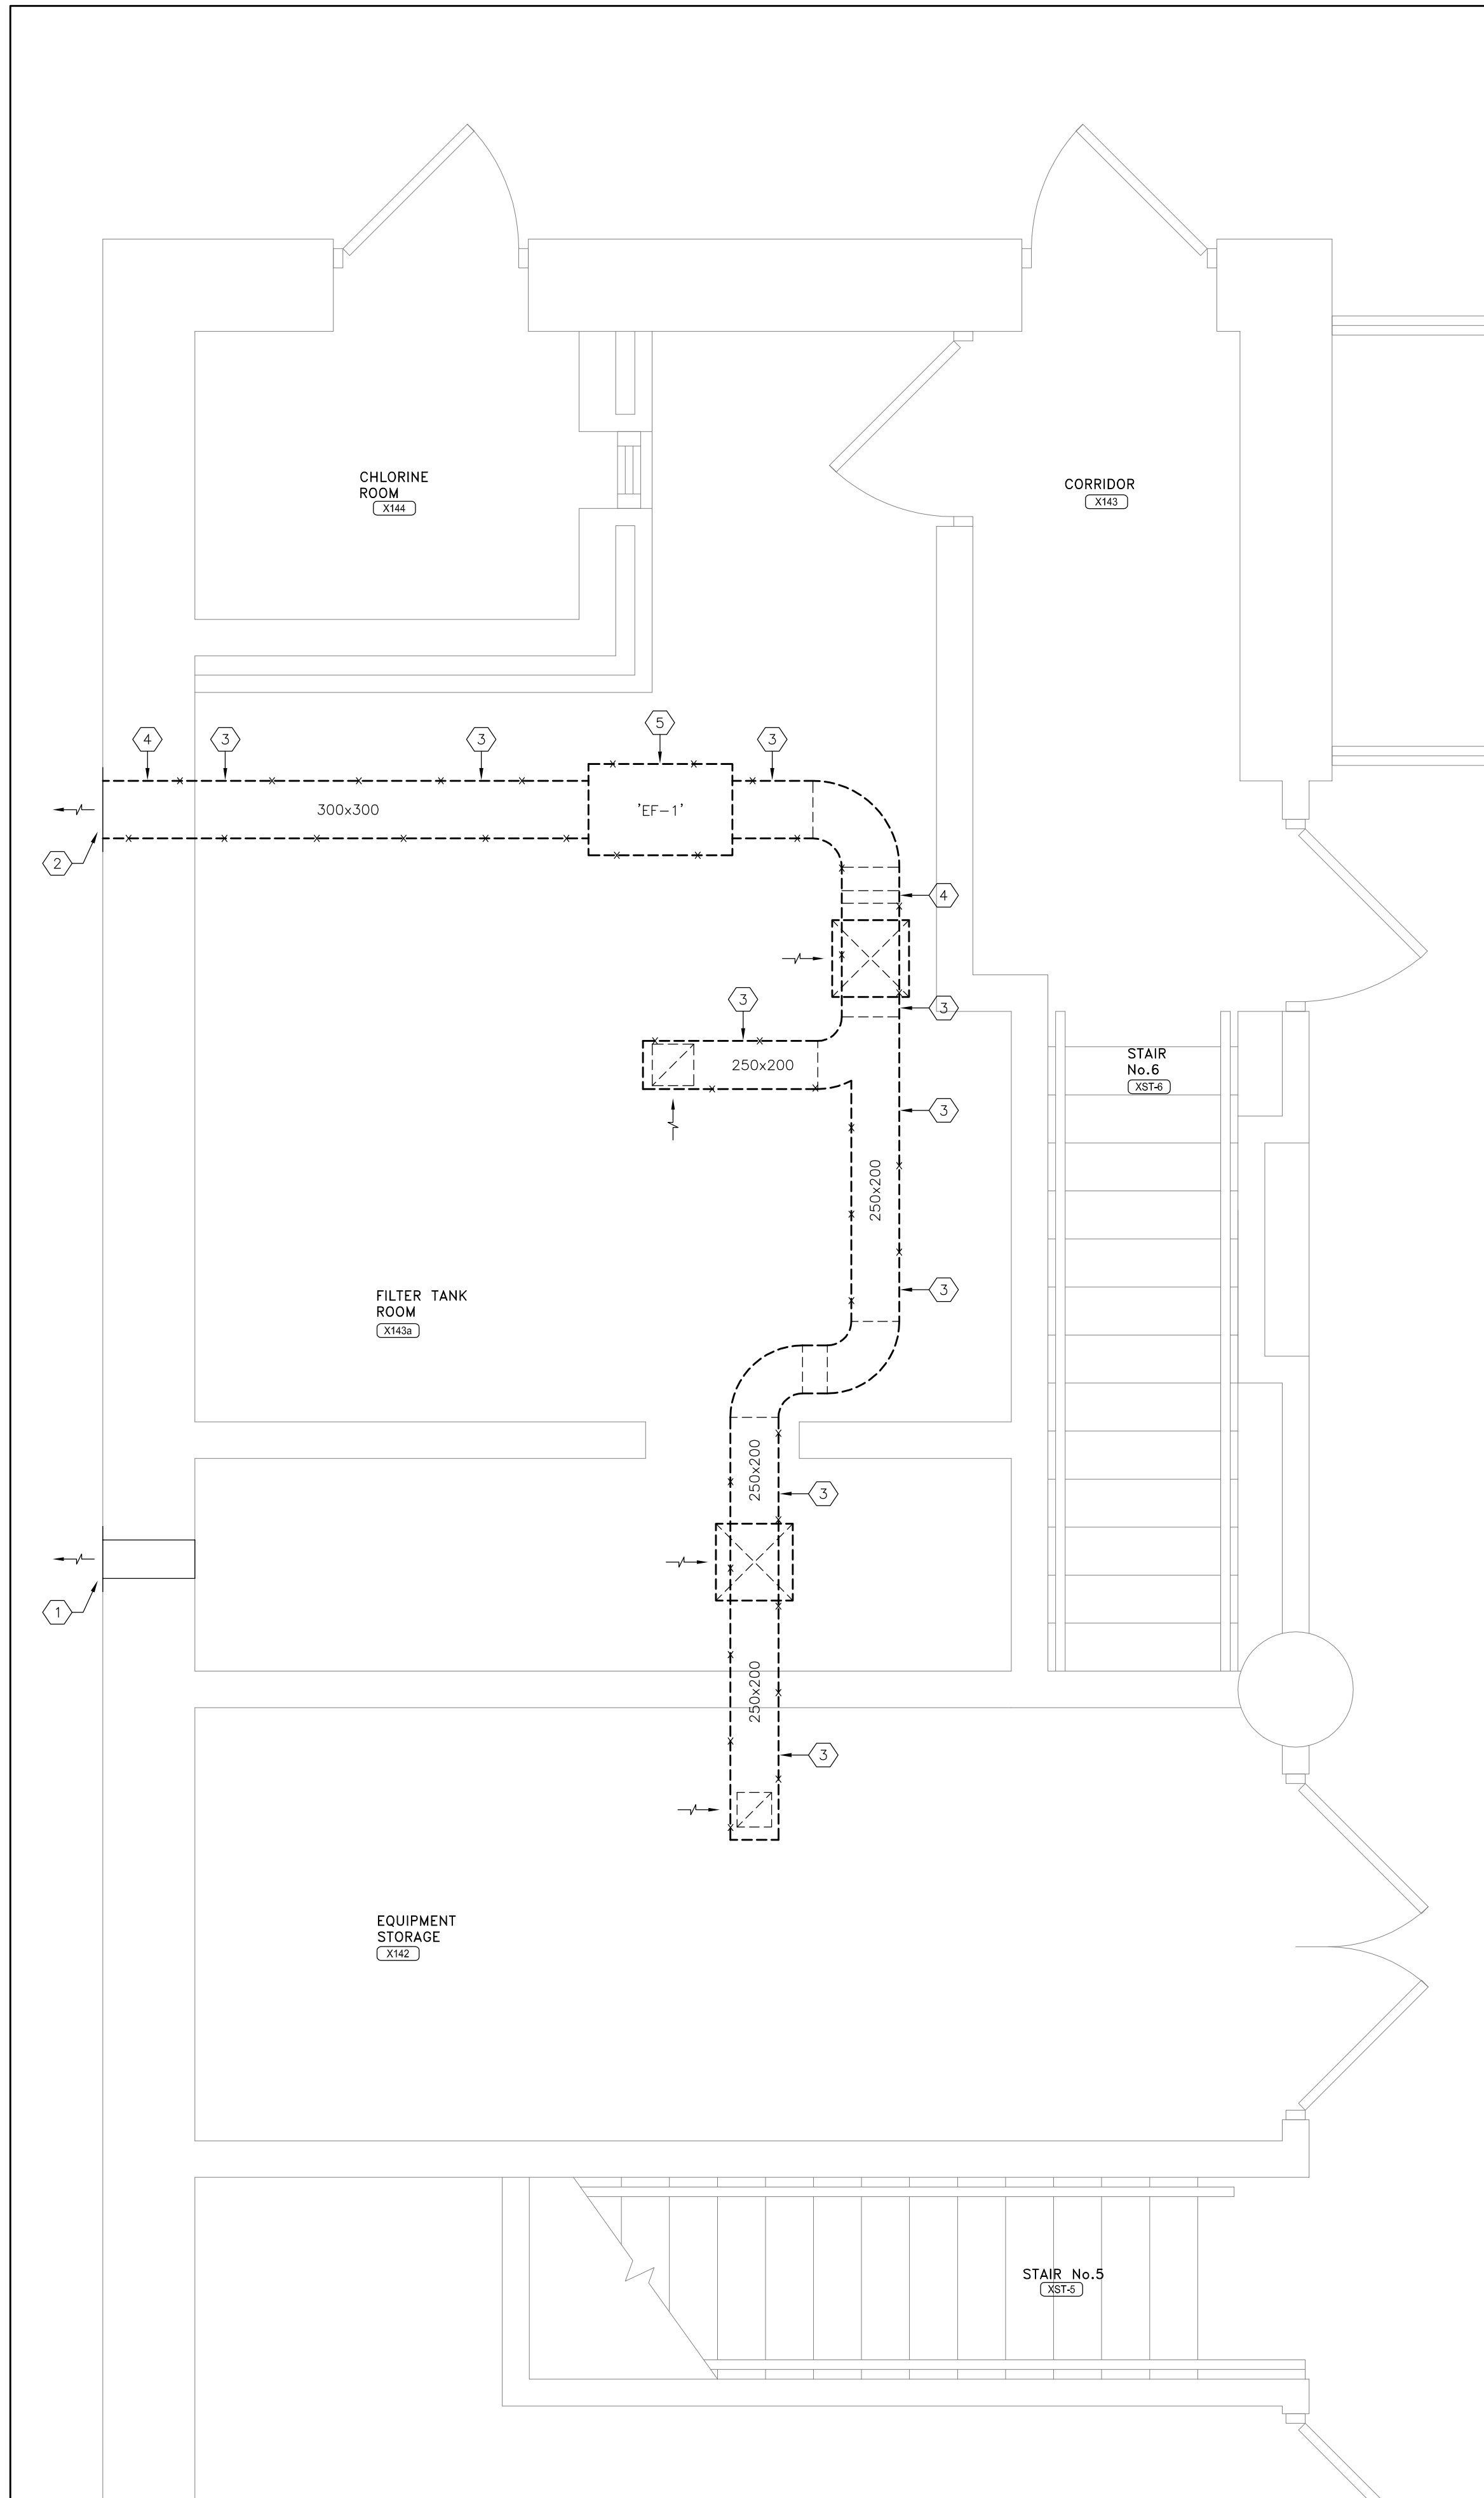 CHLORINE
ROOM
X144
CORRIDOR
X143
5
4
3
3
3
300x300
'EF-1'
2
4
3
3
250x200
STAIR
No.6
XST-6
3
250x200
3
FILTER TANK
ROOM
X143a
250x200
3
1
250x200
3
EQUIPMENT
STORAGE
X142
STAIR No.5
XST-5